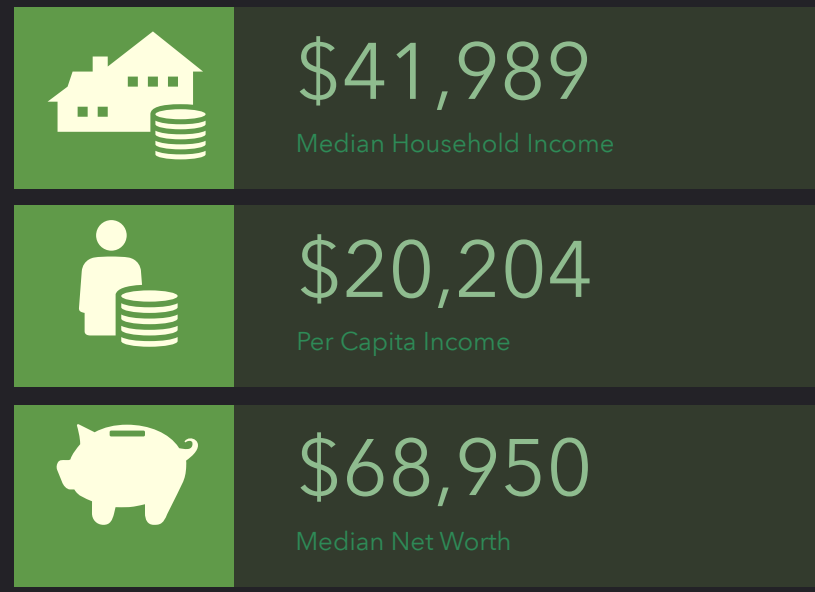 $41,989
Median Household Income
$20,204
Per Capita Income
$68,950
Median Net Worth